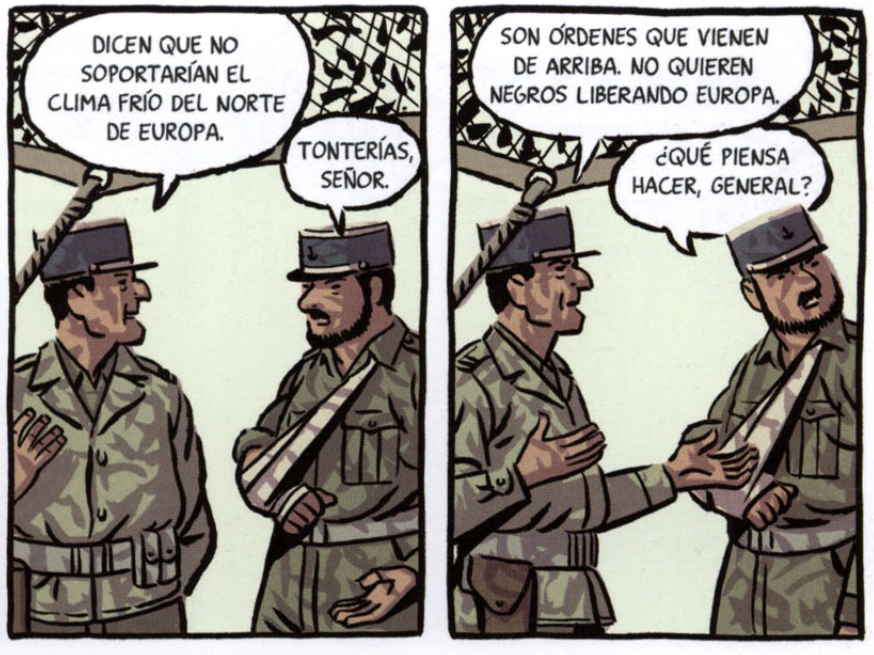 DICEN QUE NO
SOPORTARÍAN EL
CLIMA FRÍO DEL NORTE
DE EUROPA.
TONTERÍAS,
SEÑOR.
SON ÓRDENES QUE VIENEN
DE ARRIBA. NO QUIEREN
NEGROS LIBERANDO EUROPA.
¿QUÉ PIENSA
HACER, GENERAL?